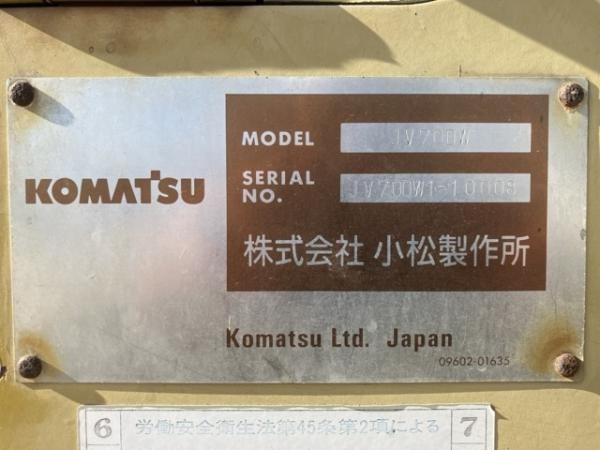 KOMATSU
MODEL JV700W
SERIAL NO. JV700W1-10008
株式会社 小松製作所
Komatsu Ltd. Japan
09602-01635
6 労働安全衛生法第45条第2項による 7